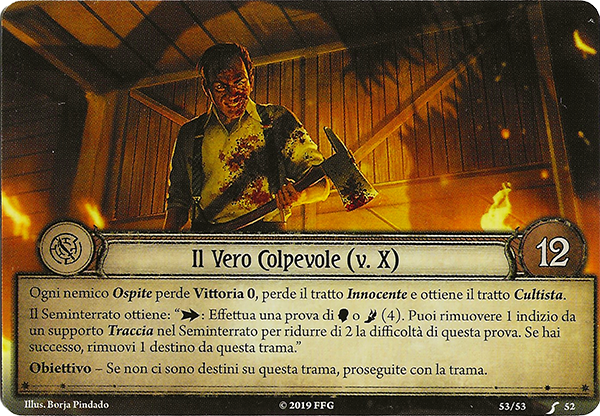 Il Vero Colpevole (v. X)
12
Ogni nemico Ospite perde Vittoria 0, perde il tratto Innocente e ottiene il tratto Cultista.
Il Seminterrato ottiene: “➨: Effettua una prova di o (4). Puoi rimuovere 1 indizio da
un supporto Traccia nel Seminterrato per ridurre di 2 la difficoltà di questa prova. Se hai
successo, rimuovi 1 destino da questa trama.”
Obiettivo – Se non ci sono destini su questa trama, proseguite con la trama.
Illus. Borja Pindado
© 2019 FFG
53/53
52